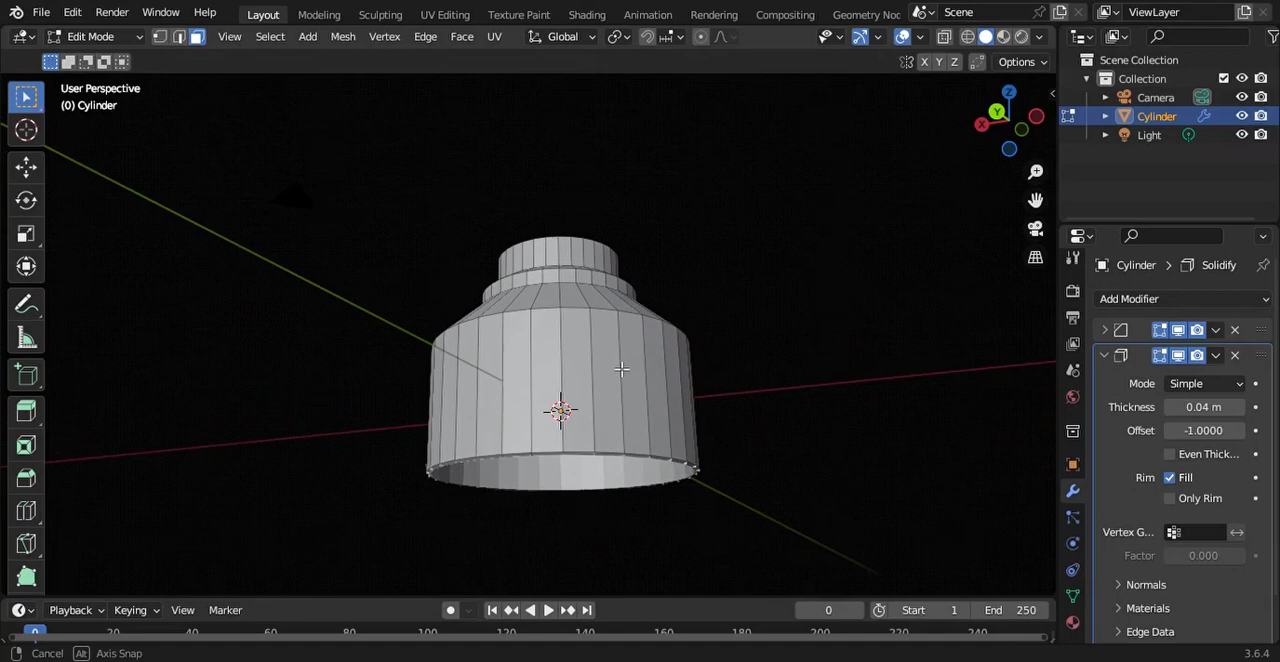 File Edit Render Window Help Layout Modeling Sculpting UV Editing Texture Paint Shading Animation Rendering Compositing Geometry Noc Scene ViewLayer
Edit Mode View Select Add Mesh Vertex Edge Face UV Global
X Y Z Options
User Perspective
(0) Cylinder
Z
Y
X
Scene Collection
Collection
Camera
Cylinder
Light
Cylinder > Solidify
Add Modifier
Mode Simple
Thickness 0.04 m
Offset -1.0000
Even Thick...
Rim Fill
Only Rim
Vertex G...
Factor 0.000
Normals
Materials
Edge Data
Playback Keying View Marker 0 Start 1 End 250
0 20 60 80 100 120 140 160 180 200 220 240
Cancel Alt Axis Snap 3.6.4